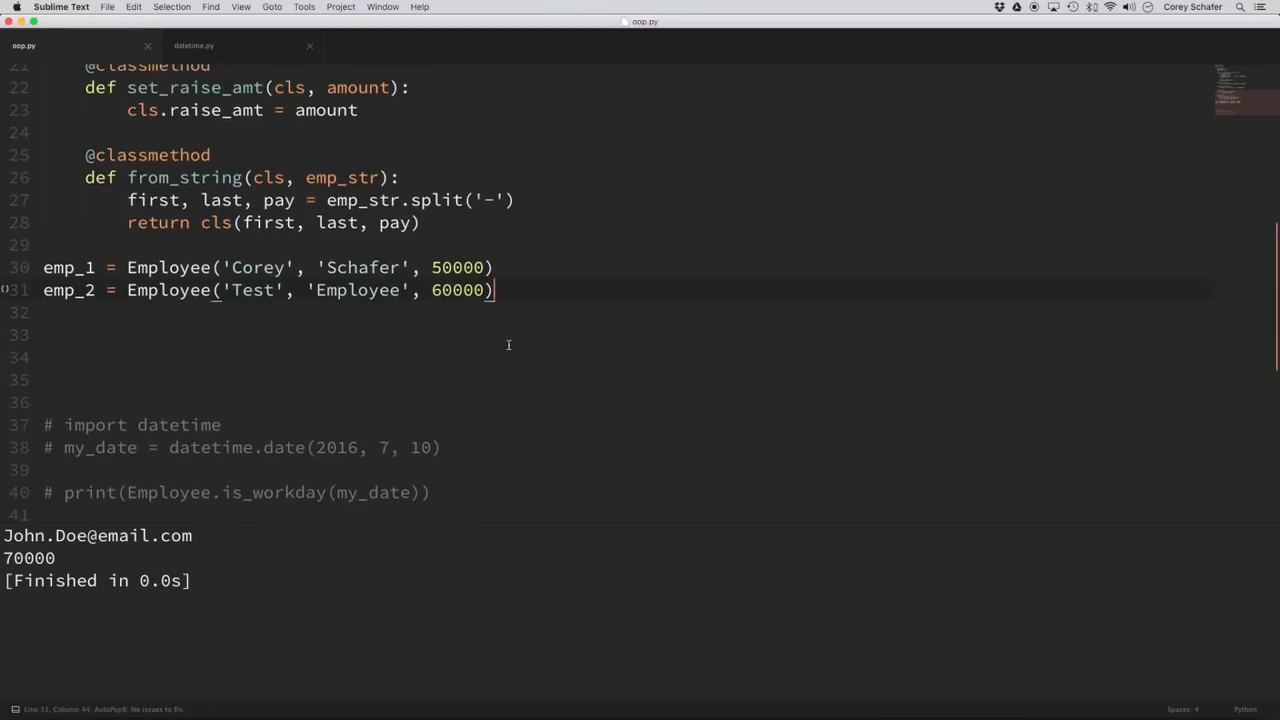 Sublime Text File Edit Selection Find View Goto Tools Project Window Help Corey Schafer
oop.py
oop.py datetime.py
21 @classmethod
22 def set_raise_amt(cls, amount):
23 cls.raise_amt = amount
24
25 @classmethod
26 def from_string(cls, emp_str):
27 first, last, pay = emp_str.split('-')
28 return cls(first, last, pay)
29
30 emp_1 = Employee('Corey', 'Schafer', 50000)
31 emp_2 = Employee('Test', 'Employee', 60000)
32
33
34
35
36
37 # import datetime
38 # my_date = datetime.date(2016, 7, 10)
39
40 # print(Employee.is_workday(my_date))
41
John.Doe@email.com
70000
[Finished in 0.0s]
Line 31, Column 44; AutoPep8: No issues to fix. Spaces: 4 Python